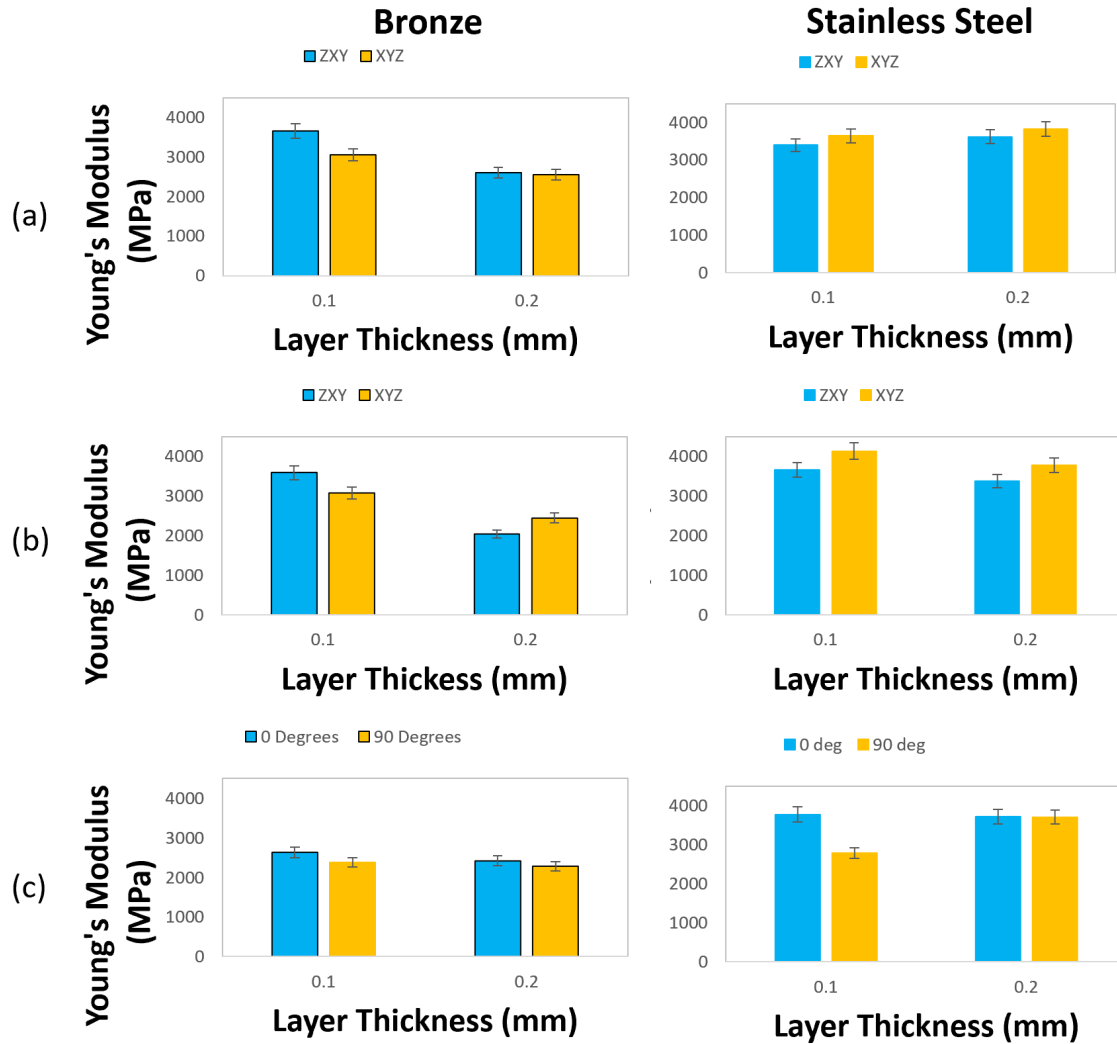 Bronze
Stainless Steel
ZXY XYZ
ZXY XYZ
(a)
Young's Modulus
(MPa)
4000
3000
2000
1000
0
0.1 0.2
Layer Thickness (mm)
4000
3000
2000
1000
0
0.1 0.2
Layer Thickness (mm)
ZXY XYZ
ZXY XYZ
(b)
Young's Modulus
(MPa)
4000
3000
2000
1000
0
0.1 0.2
Layer Thickess (mm)
4000
3000
2000
1000
0
0.1 0.2
Layer Thickness (mm)
0 Degrees 90 Degrees
0 deg 90 deg
(c)
Young's Modulus
(MPa)
4000
3000
2000
1000
0
0.1 0.2
Layer Thickness (mm)
4000
3000
2000
1000
0
0.1 0.2
Layer Thickness (mm)